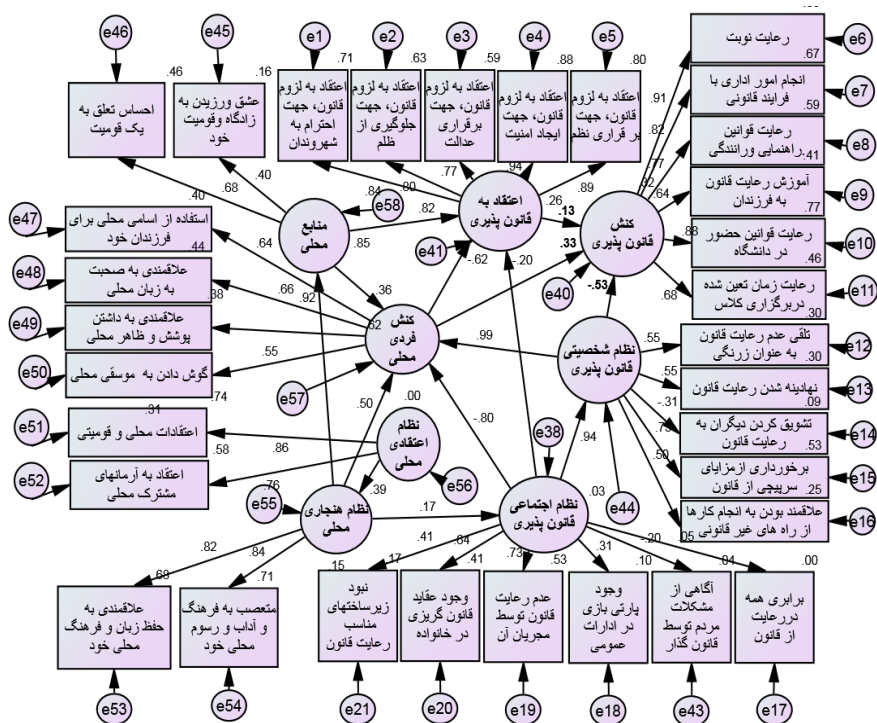 e46
e45
e1
e2
e3
e4
e5
e6
.46
.16
.71
.63
.59
.88
.80
احساس تعلق به
یک قومیت
عشق ورزیدن به
زادگاه وقومیت
خود
اعتقاد به لزوم
قانون، جهت
احترام به
شهروندان
اعتقاد به لزوم
قانون، جهت
جلوگیری از
ظلم
اعتقاد به لزوم
قانون، جهت
برقراری
عدالت
اعتقاد به لزوم
قانون، جهت
ایجاد امنیت
اعتقاد به لزوم
قانون، جهت
بر قراری نظم
رعایت نوبت
.67
انجام امور اداری با
فرایند قانونی
e7
.59
رعایت قوانین
راهنمایی ورانندگی
e8
.41
آموزش رعایت قانون
به فرزندان
e9
.77
رعایت قوانین حضور
در دانشگاه
e10
.46
رعایت زمان تعین شده
دربرگزاری کلاس
e11
.30
.91
.82
.77
.64
.88
.68
.68
.40
.84
.80
.77
.94
.89
.26
منابع
محلی
e58
.82
.85
اعتقاد به
قانون پذیری
e41
.13
.33
-.62
-.20
-.53
کنش
قانون پذیری
e40
.40
e47
استفاده از اسامی محلی برای
فرزندان خود
.44
e48
علاقمندی به صحبت
به زبان محلی
.38
e49
علاقمندی به داشتن
پوشش و ظاهر محلی
e50
گوش دادن به موسقی محلی
.31
.64
.66
.92
.62
.55
.36
کنش
فردی
محلی
e57
.99
نظام شخصیتی
قانون پذیری
.55
تلقی عدم رعایت قانون
به عنوان زرنگی
e12
.30
.55
نهادینه شدن رعایت قانون
e13
.09
-.31
تشویق کردن دیگران به
رعایت قانون
e14
.53
.73
برخورداری ازمزایای
سرپیچی از قانون
e15
.25
.50
علاقمند بودن به انجام کارها
از راه های غیر قانونی
e16
.74
e51
اعتقادات محلی و قومیتی
.58
e52
اعتقاد به آرمانهای
مشترک محلی
.86
.76
.50
.00
نظام
اعتقادی
محلی
e56
.39
-.80
.94
e38
e44
.03
e55
نظام هنجاری
محلی
.17
نظام اجتماعی
قانون پذیری
.82
.84
.68
.71
.41
.64
.73
.53
.31
-.20
.05
.15
.17
.41
.10
.04
.00
علاقمندی به
حفظ زبان و فرهنگ
محلی خود
متعصب به فرهنگ
و آداب و رسوم
محلی خود
نبود
زیرساختهای
مناسب
رعایت قانون
وجود عقاید
قانون گریزی
در خانواده
عدم رعایت
قانون توسط
مجریان آن
وجود
پارتی بازی
در ادارات
عمومی
آگاهی از
مشکلات
مردم توسط
قانون گذار
برابری همه
دررعایت
از قانون
e53
e54
e21
e20
e19
e18
e43
e17